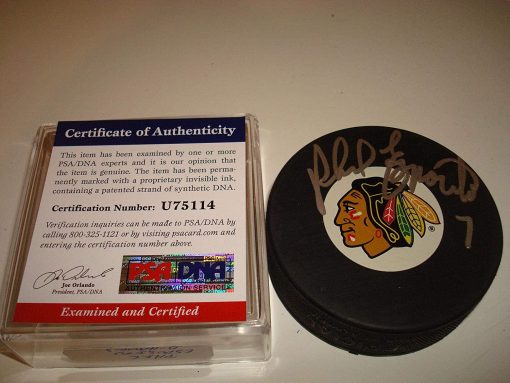 Certificate of Authenticity
This item has been examined by one or more
PSA/DNA experts and it is our opinion that
the item is genuine. The item has been perma-
nently marked with a proprietary invisible ink,
containing a patented strand of synthetic DNA.
Certification Number: U75114
Verification inquiries can be made to PSA/DNA by
calling 800-325-1121 or by visiting psacard.com and
entering the certification number above.
Joe Orlando
President, PSA/DNA
PSA DNA
AUTHENTICATION SERVICES
Examined and Certified
Phil Esposito
7